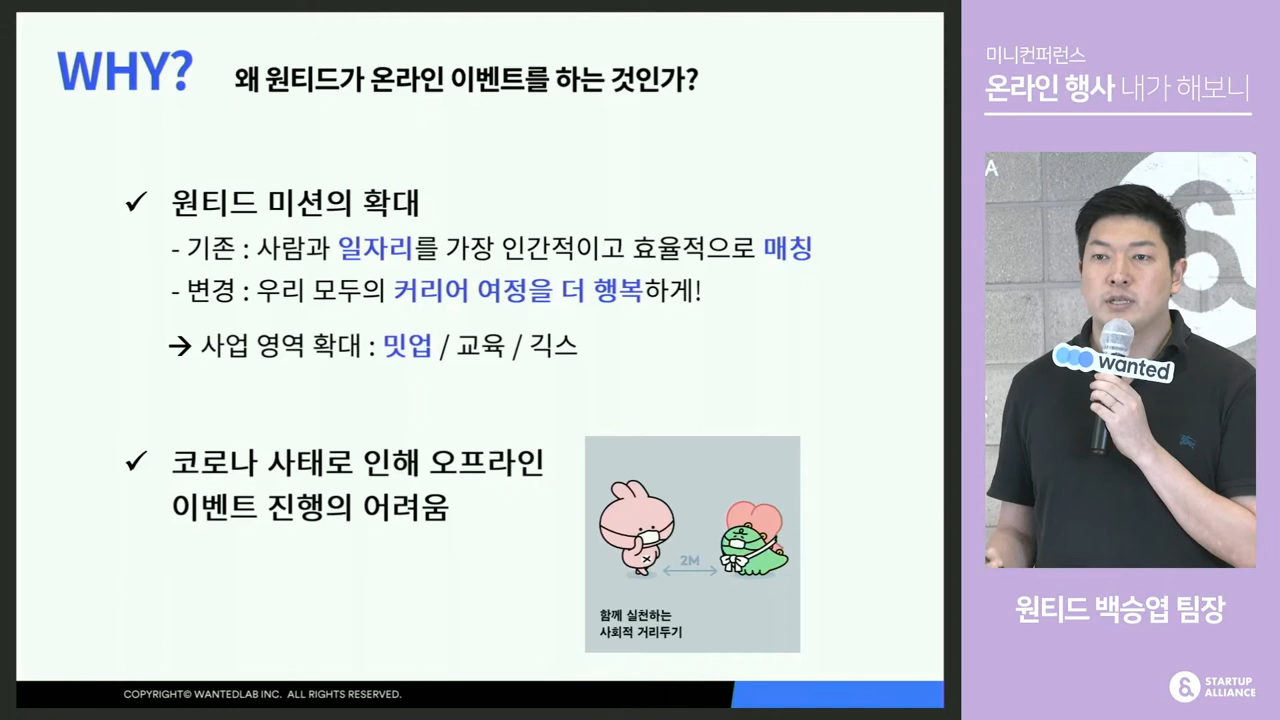 WHY?
왜 원티드가 온라인 이벤트를 하는 것인가?
✓ 원티드 미션의 확대
- 기존 : 사람과 일자리를 가장 인간적이고 효율적으로 매칭
- 변경 : 우리 모두의 커리어 여정을 더 행복하게!
→ 사업 영역 확대 : 밋업 / 교육 / 긱스
✓ 코로나 사태로 인해 오프라인
이벤트 진행의 어려움
2M
함께 실천하는
사회적 거리두기
COPYRIGHT© WANTEDLAB INC. ALL RIGHTS RESERVED.
미니컨퍼런스
온라인 행사 내가 해보니
A
wanted
원티드 백승엽 팀장
STARTUP
ALLIANCE